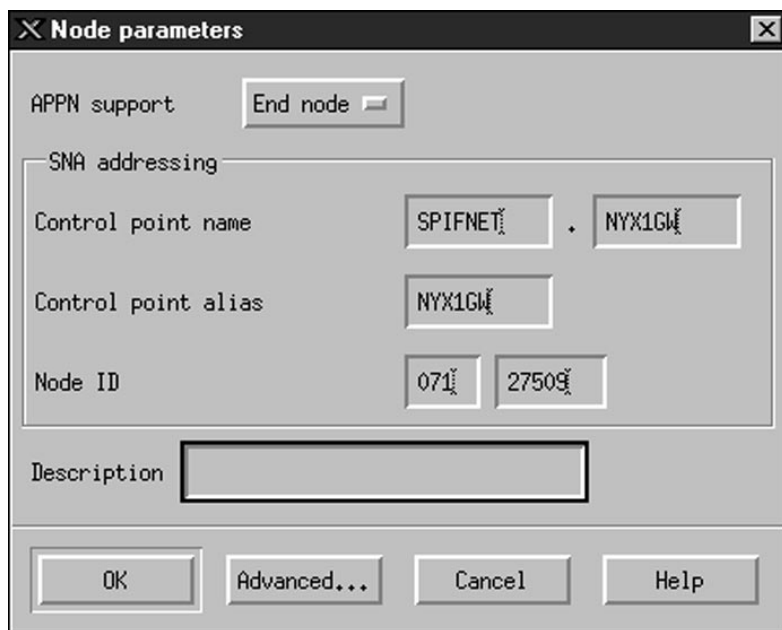 Node parameters
APPN support End node
SNA addressing
Control point name SPIFNET . NYX1GW
Control point alias NYX1GW
Node ID 071 27509
Description
OK Advanced... Cancel Help